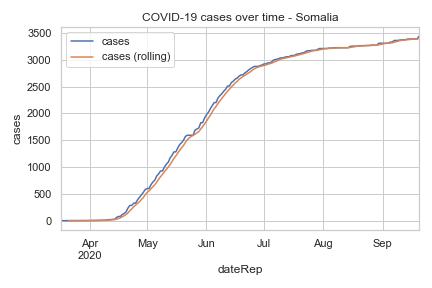 COVID-19 cases over time - Somalia
cases
cases (rolling)
3500
3000
2500
2000
1500
1000
500
0
cases
Apr
2020
May
Jun
Jul
Aug
Sep
dateRep